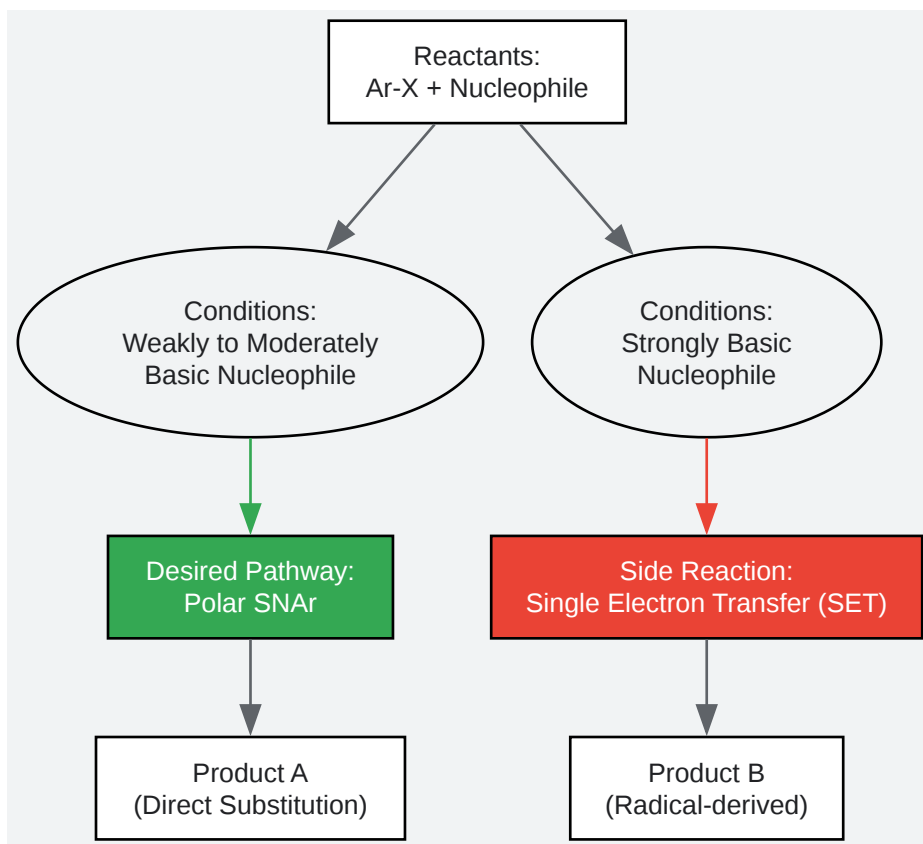 Reactants:
Ar-X + Nucleophile
Conditions:
Weakly to Moderately
Basic Nucleophile
Conditions:
Strongly Basic
Nucleophile
Desired Pathway:
Polar SNAr
Side Reaction:
Single Electron Transfer (SET)
Product A
(Direct Substitution)
Product B
(Radical-derived)